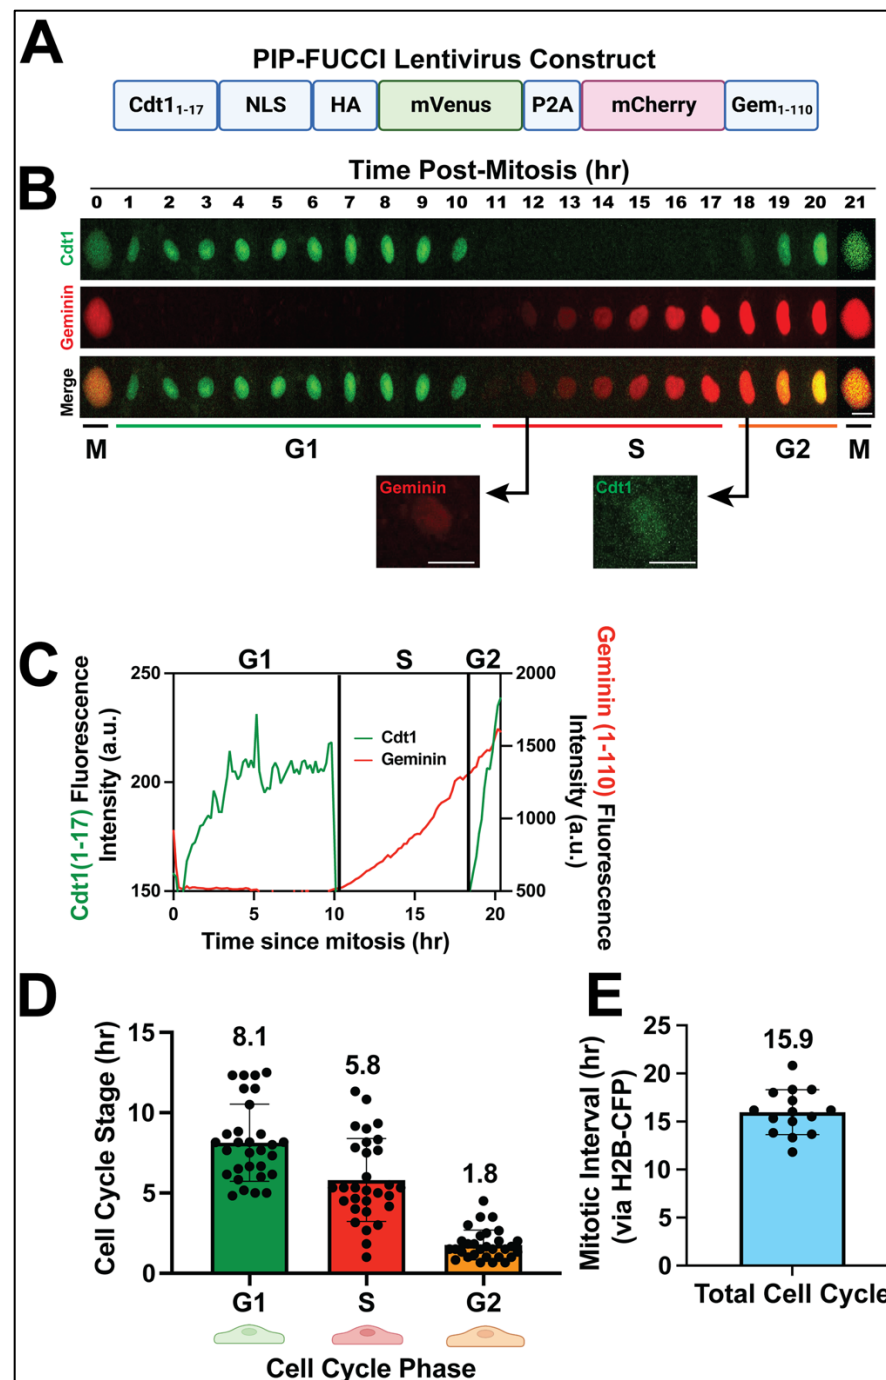 A
PIP-FUCCI Lentivirus Construct
Cdt1₁₋₁₇ NLS HA mVenus P2A mCherry Gem₁₋₁₁₀
B
Time Post-Mitosis (hr)
0 1 2 3 4 5 6 7 8 9 10 11 12 13 14 15 16 17 18 19 20 21
Cdt1
Geminin
Merge
M G1 S G2 M
Geminin
Cdt1
C
G1 S G2
Cdt1(1-17) Fluorescence
Intensity (a.u.)
250
200
150
Cdt1
Geminin
2000
1500
1000
500
Geminin (1-110) Fluorescence
Intensity (a.u.)
0 5 10 15 20
Time since mitosis (hr)
D
Cell Cycle Stage (hr)
15
10
5
0
8.1
5.8
1.8
G1 S G2
Cell Cycle Phase
E
Mitotic Interval (hr)
(via H2B-CFP)
25
20
15
10
5
0
15.9
Total Cell Cycle